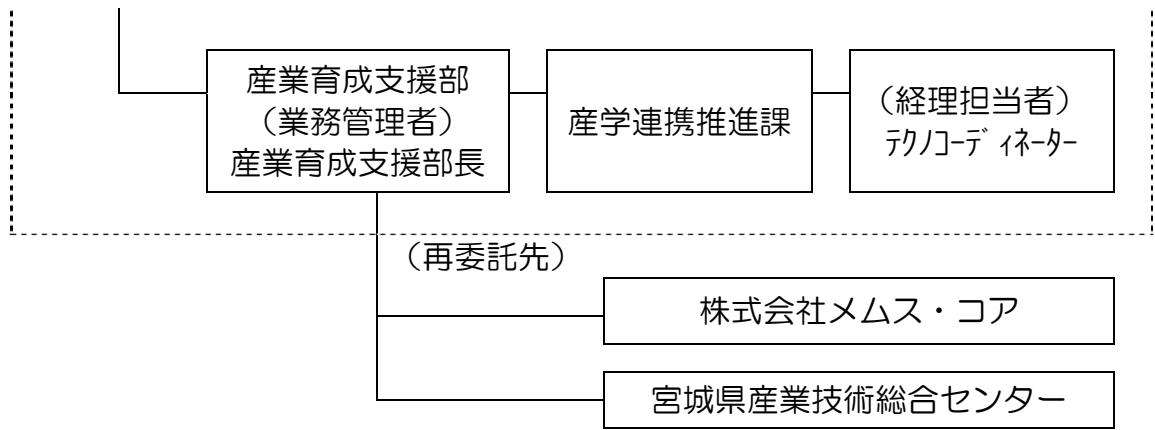 産業育成支援部
（業務管理者）
産業育成支援部長
産学連携推進課
（経理担当者）
ﾃｸﾉｺｰﾃﾞｨﾈｰﾀｰ
（再委託先）
株式会社メムス・コア
宮城県産業技術総合センター